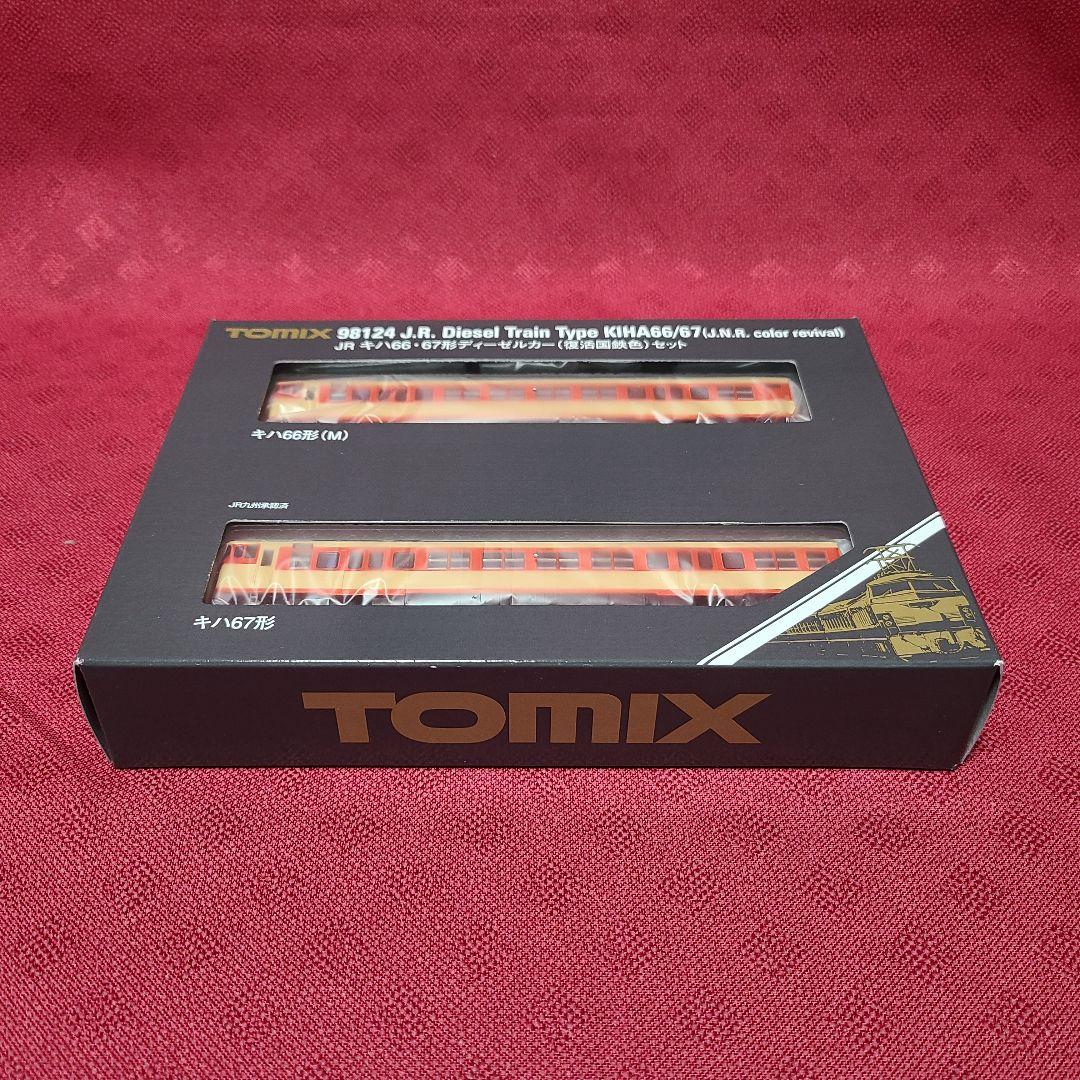 TOMIX 98124 J.R. Diesel Train Type KIHA66/67(J.N.R. color revival)
JR キハ66・67形ディーゼルカー(復活国鉄色)セット
キハ66形(M)
JR九州承認済
キハ67形
TOMIX